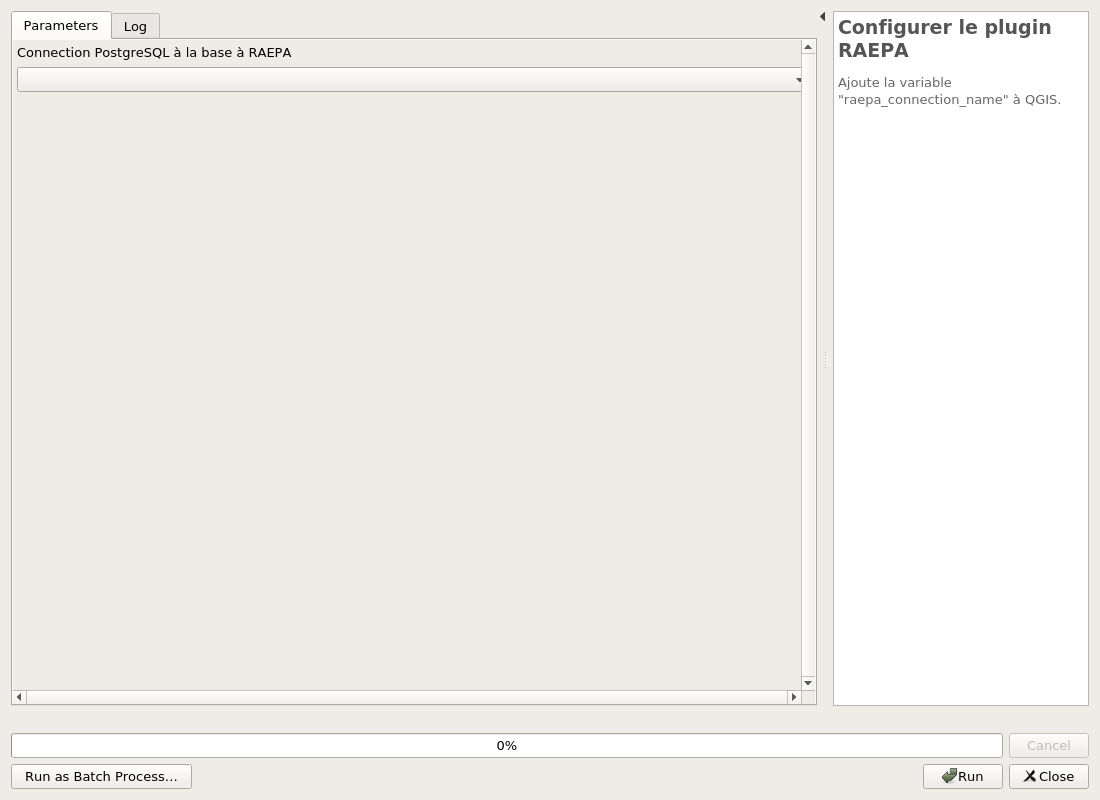 Parameters
Log
Connection PostgreSQL à la base à RAEPA
Configurer le plugin
RAEPA
Ajoute la variable
"raepa_connection_name" à QGIS.
0%
Cancel
Run as Batch Process...
Run
Close